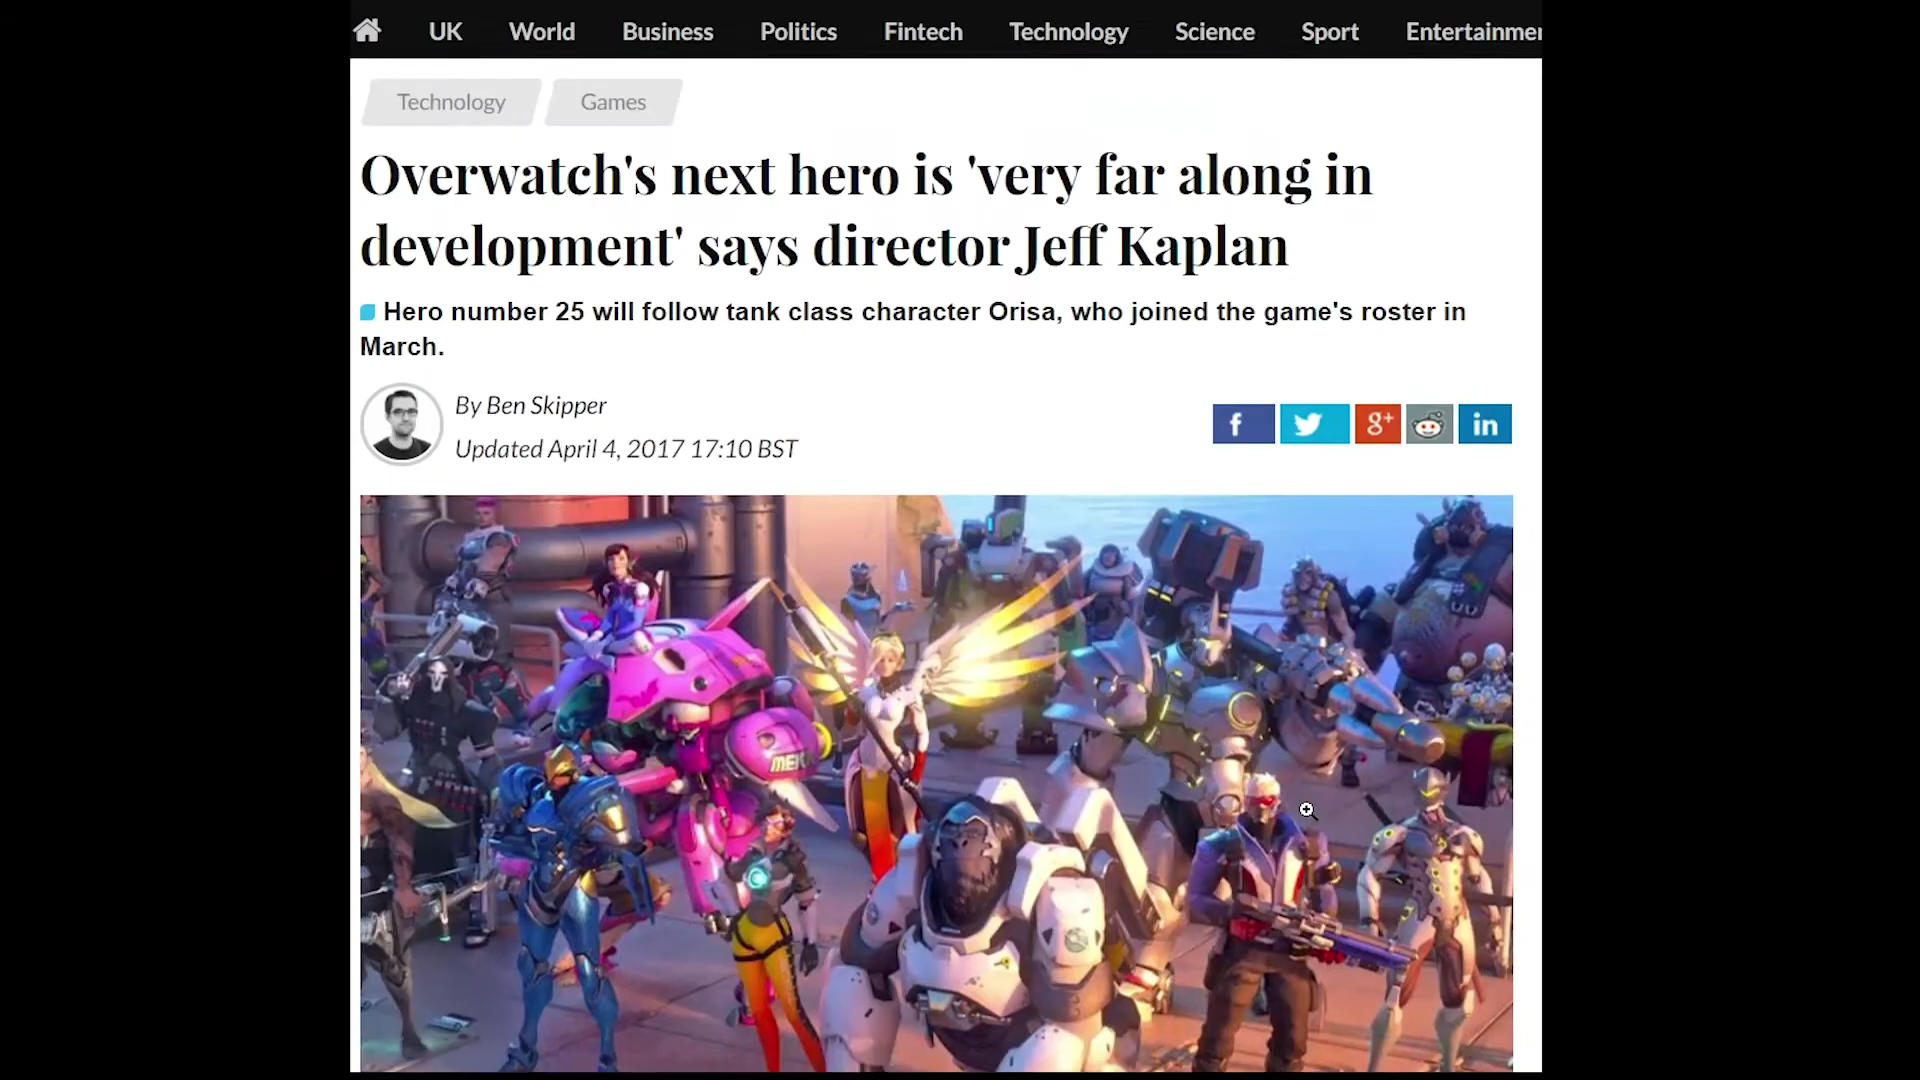 UK World Business Politics Fintech Technology Science Sport Entertainmen
Technology Games
Overwatch's next hero is 'very far along in
development' says director Jeff Kaplan
Hero number 25 will follow tank class character Orisa, who joined the game's roster in
March.
By Ben Skipper
Updated April 4, 2017 17:10 BST
f g+ in
MEK